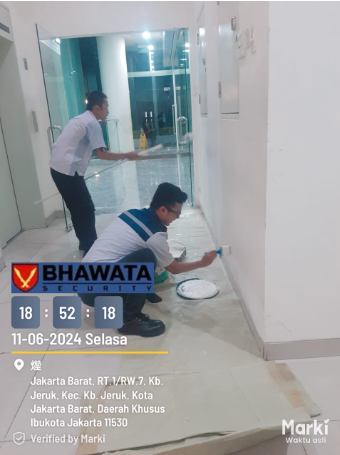 BHAWATA
SECURITY
18 : 52 : 18
11-06-2024 Selasa
Jakarta Barat, RT.1/RW.7, Kb.
Jeruk, Kec. Kb. Jeruk, Kota
Jakarta Barat, Daerah Khusus
Ibukota Jakarta 11530
Marki
Waktu asli
Verified by Marki